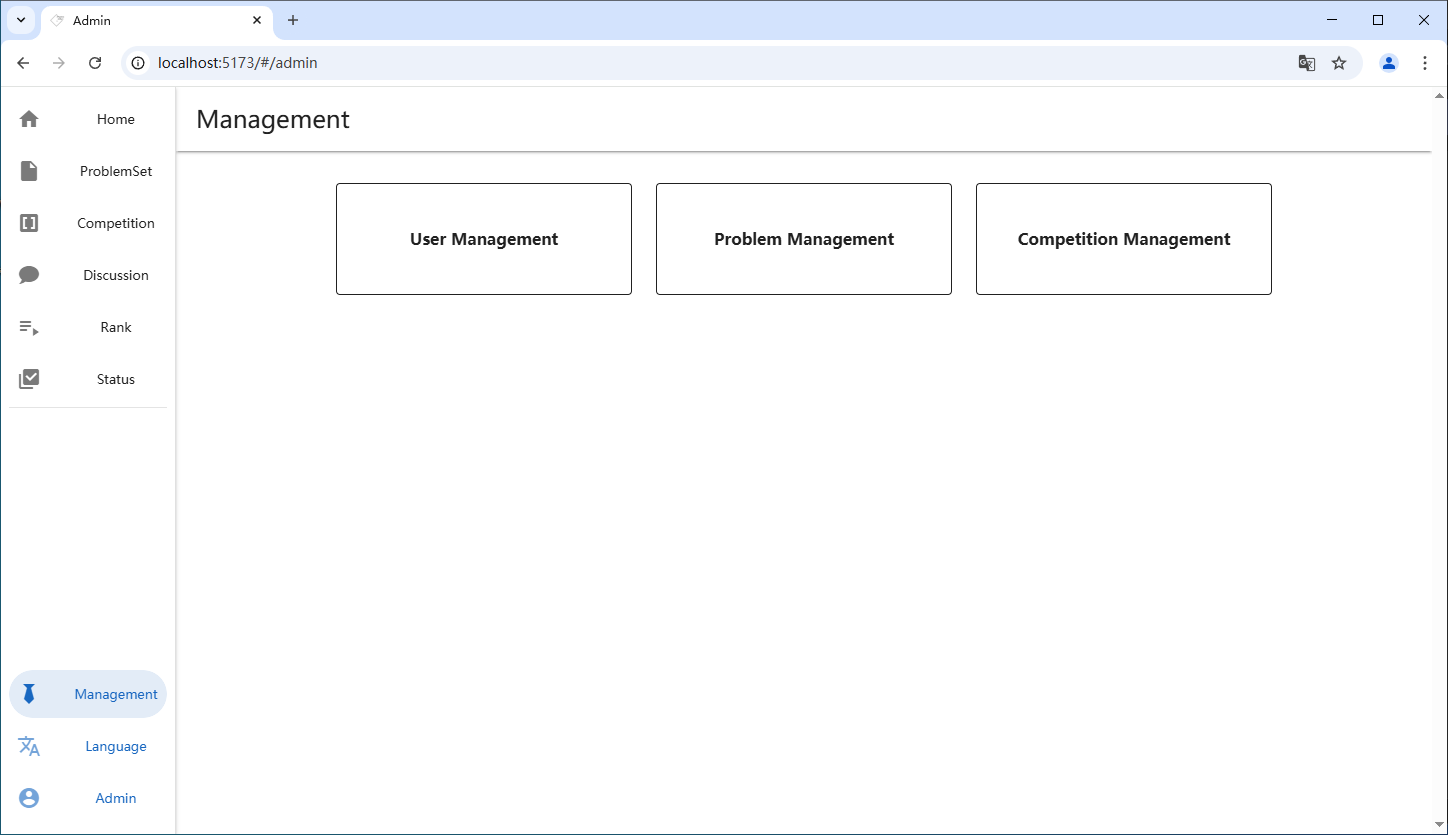 Admin
localhost:5173/#/admin
Home
ProblemSet
Competition
Discussion
Rank
Status
Management
Language
Admin
Management
User Management
Problem Management
Competition Management